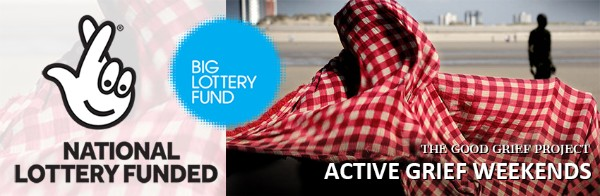 NATIONAL
LOTTERY FUNDED
BIG
LOTTERY
FUND
THE GOOD GRIEF PROJECT
ACTIVE GRIEF WEEKENDS